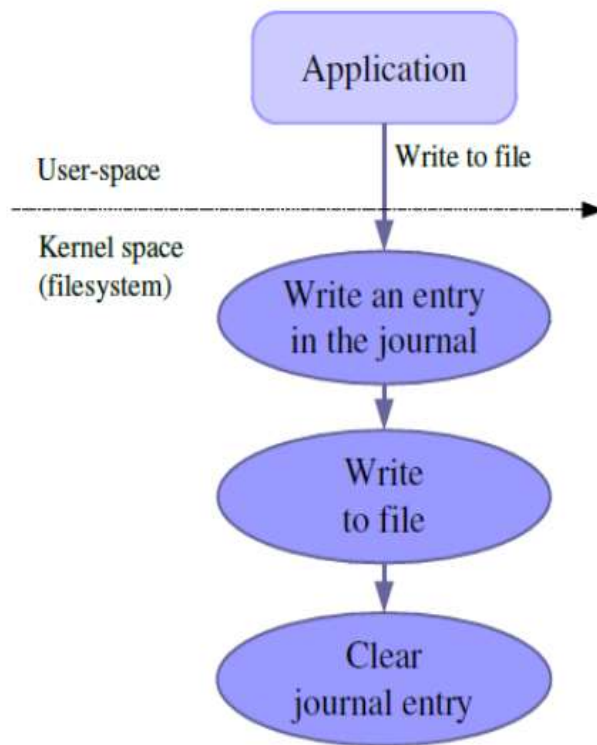 Application
Write to file
User-space
Kernel space
(filesystem)
Write an entry
in the journal
Write
to file
Clear
journal entry